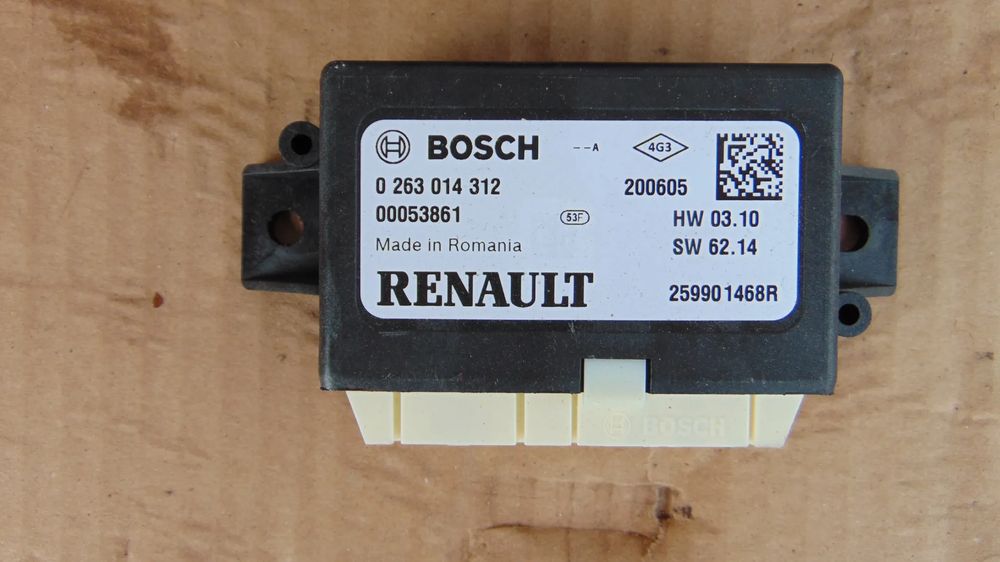 BOSCH --A 4G3
0 263 014 312 200605
00053861 53F HW 03.10
Made in Romania SW 62.14
RENAULT 259901468R
BOSCH